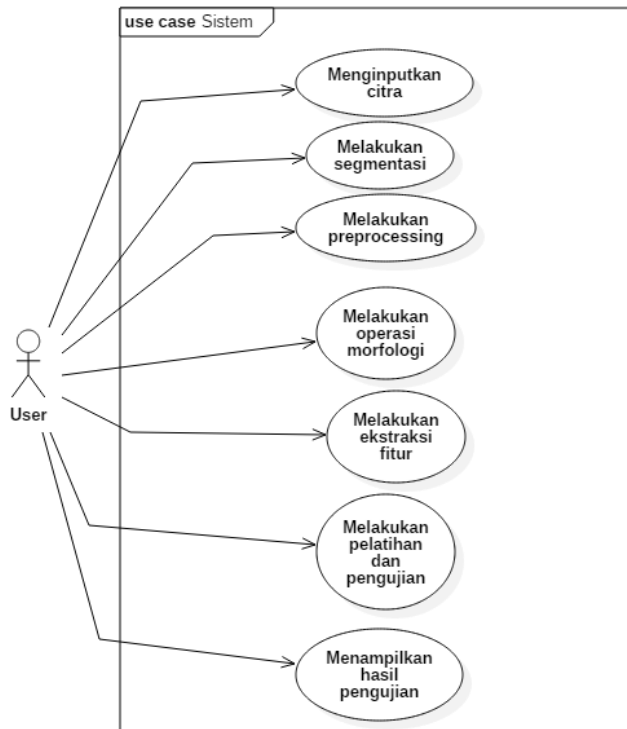 use case Sistem
Menginputkan
citra
Melakukan
segmentasi
Melakukan
preprocessing
Melakukan
operasi
morfologi
User
Melakukan
ekstraksi
fitur
Melakukan
pelatihan
dan
pengujian
Menampilkan
hasil
pengujian